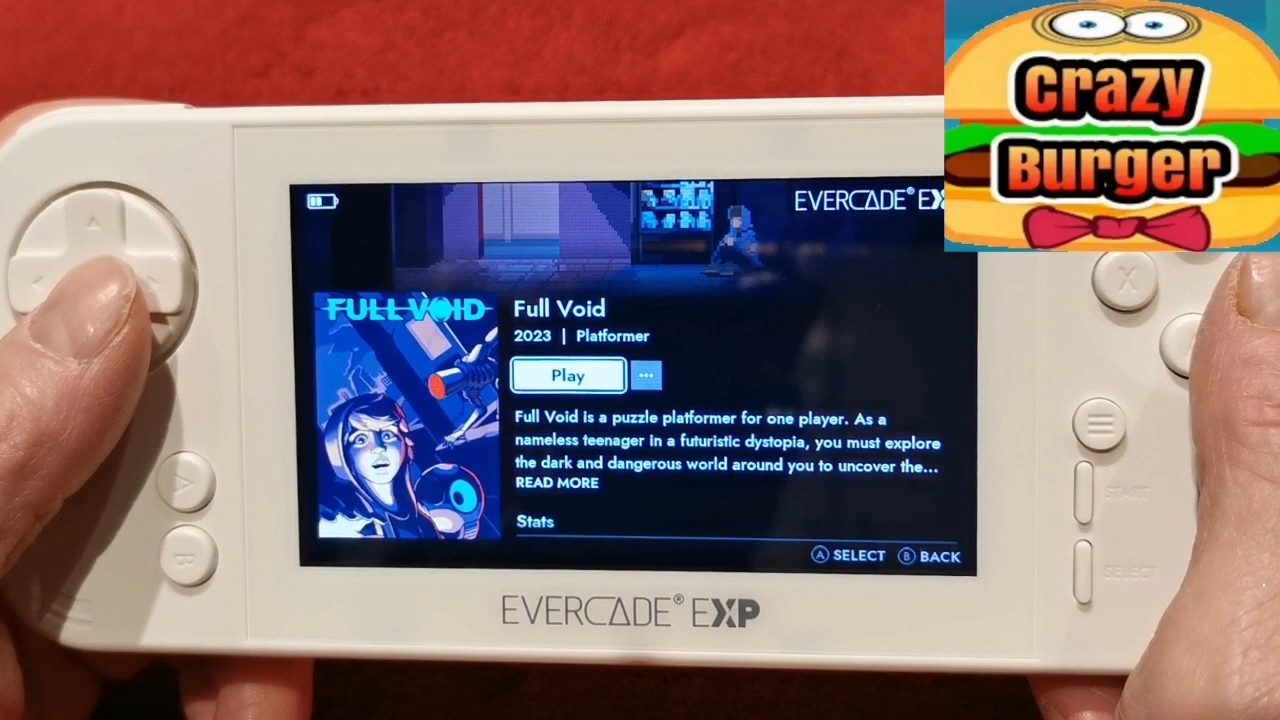 Crazy
Burger
EVERCADE® EX
FULL VOID
Full Void
2023 | Platformer
Play
...
Full Void is a puzzle platformer for one player. As a
nameless teenager in a futuristic dystopia, you must explore
the dark and dangerous world around you to uncover the...
READ MORE
Stats
A SELECT B BACK
X
A
B
START
SELECT
EVERCADE® EXP